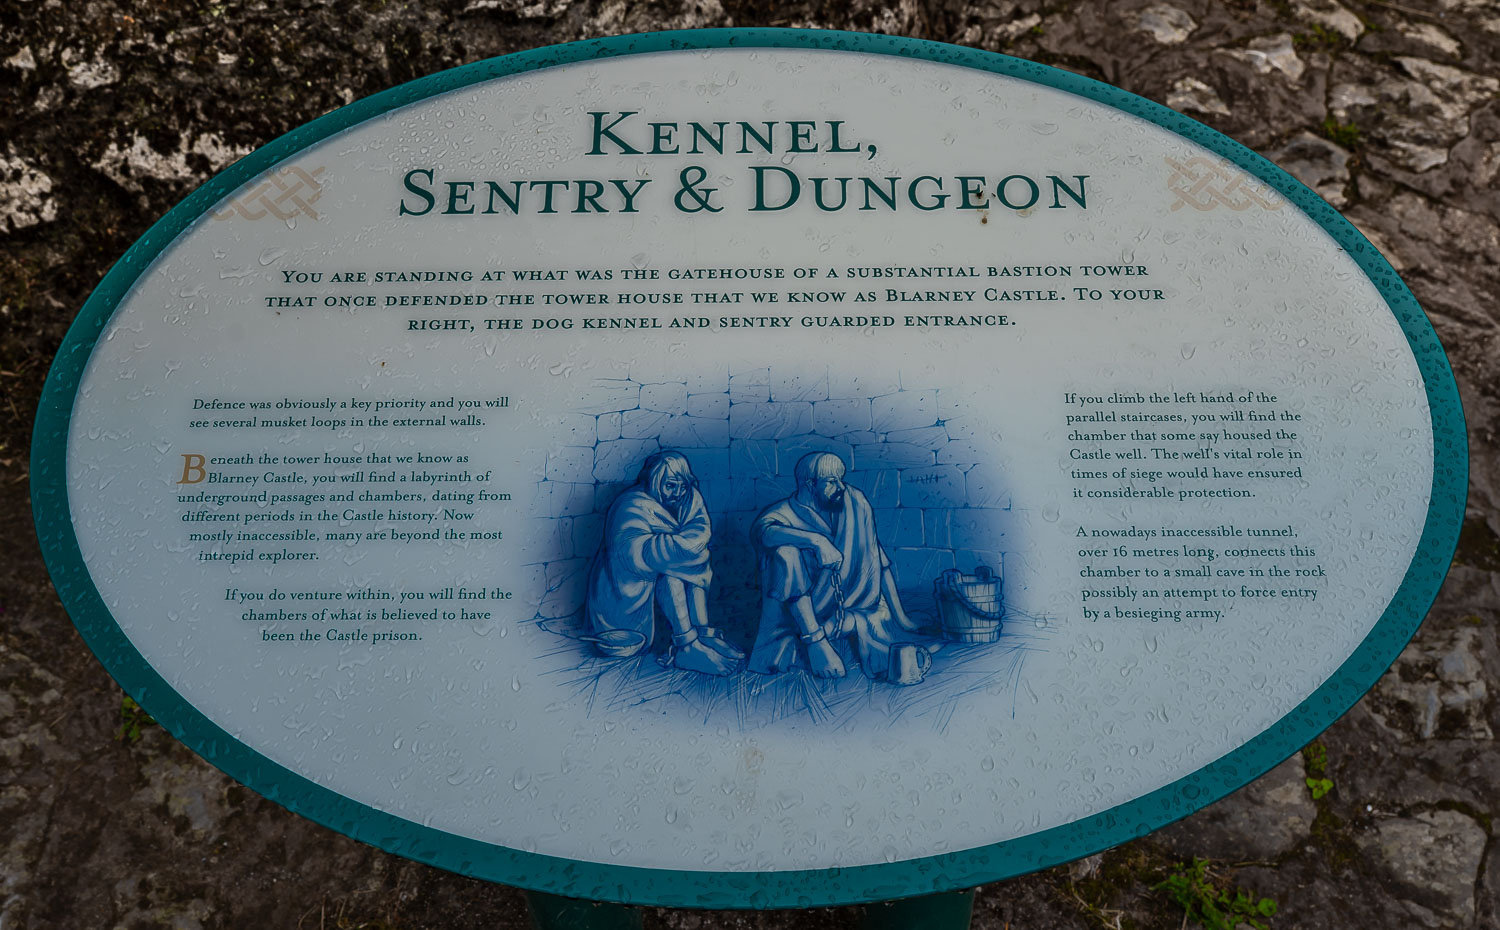 KENNEL,
SENTRY & DUNGEON
YOU ARE STANDING AT WHAT WAS THE GATEHOUSE OF A SUBSTANTIAL BASTION TOWER
THAT ONCE DEFENDED THE TOWER HOUSE THAT WE KNOW AS BLARNEY CASTLE. TO YOUR
RIGHT, THE DOG KENNEL AND SENTRY GUARDED ENTRANCE.
Defence was obviously a key priority and you will
see several musket loops in the external walls.
Beneath the tower house that we know as
Blarney Castle, you will find a labyrinth of
underground passages and chambers, dating from
different periods in the Castle history. Now
mostly inaccessible, many are beyond the most
intrepid explorer.
If you do venture within, you will find the
chambers of what is believed to have
been the Castle prison.
If you climb the left hand of the
parallel staircases, you will find the
chamber that some say housed the
Castle well. The well's vital role in
times of siege would have ensured
it considerable protection.
A nowadays inaccessible tunnel,
over 16 metres long, connects this
chamber to a small cave in the rock
possibly an attempt to force entry
by a besieging army.